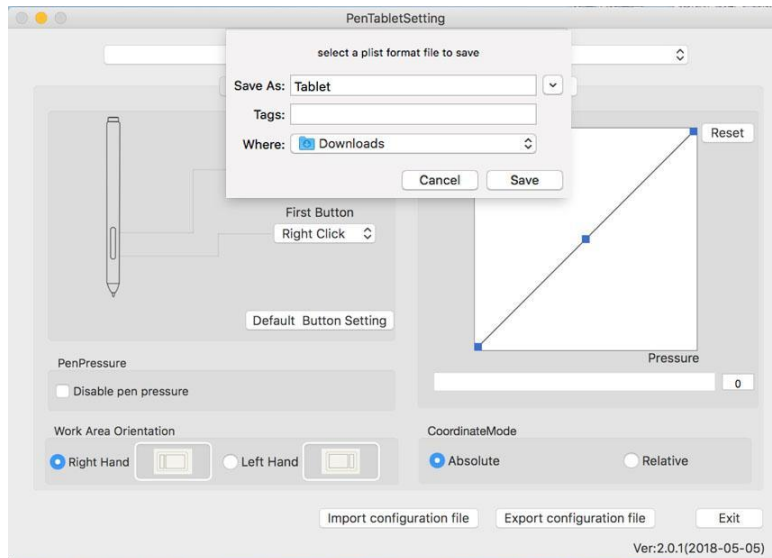 PenTabletSetting
select a plist format file to save
Save As: Tablet
Tags:
Where: Downloads
Cancel Save
Reset
First Button
Right Click
Default Button Setting
Pressure
0
PenPressure
Disable pen pressure
Work Area Orientation
Right Hand Left Hand
CoordinateMode
Absolute Relative
Import configuration file Export configuration file Exit
Ver:2.0.1(2018-05-05)